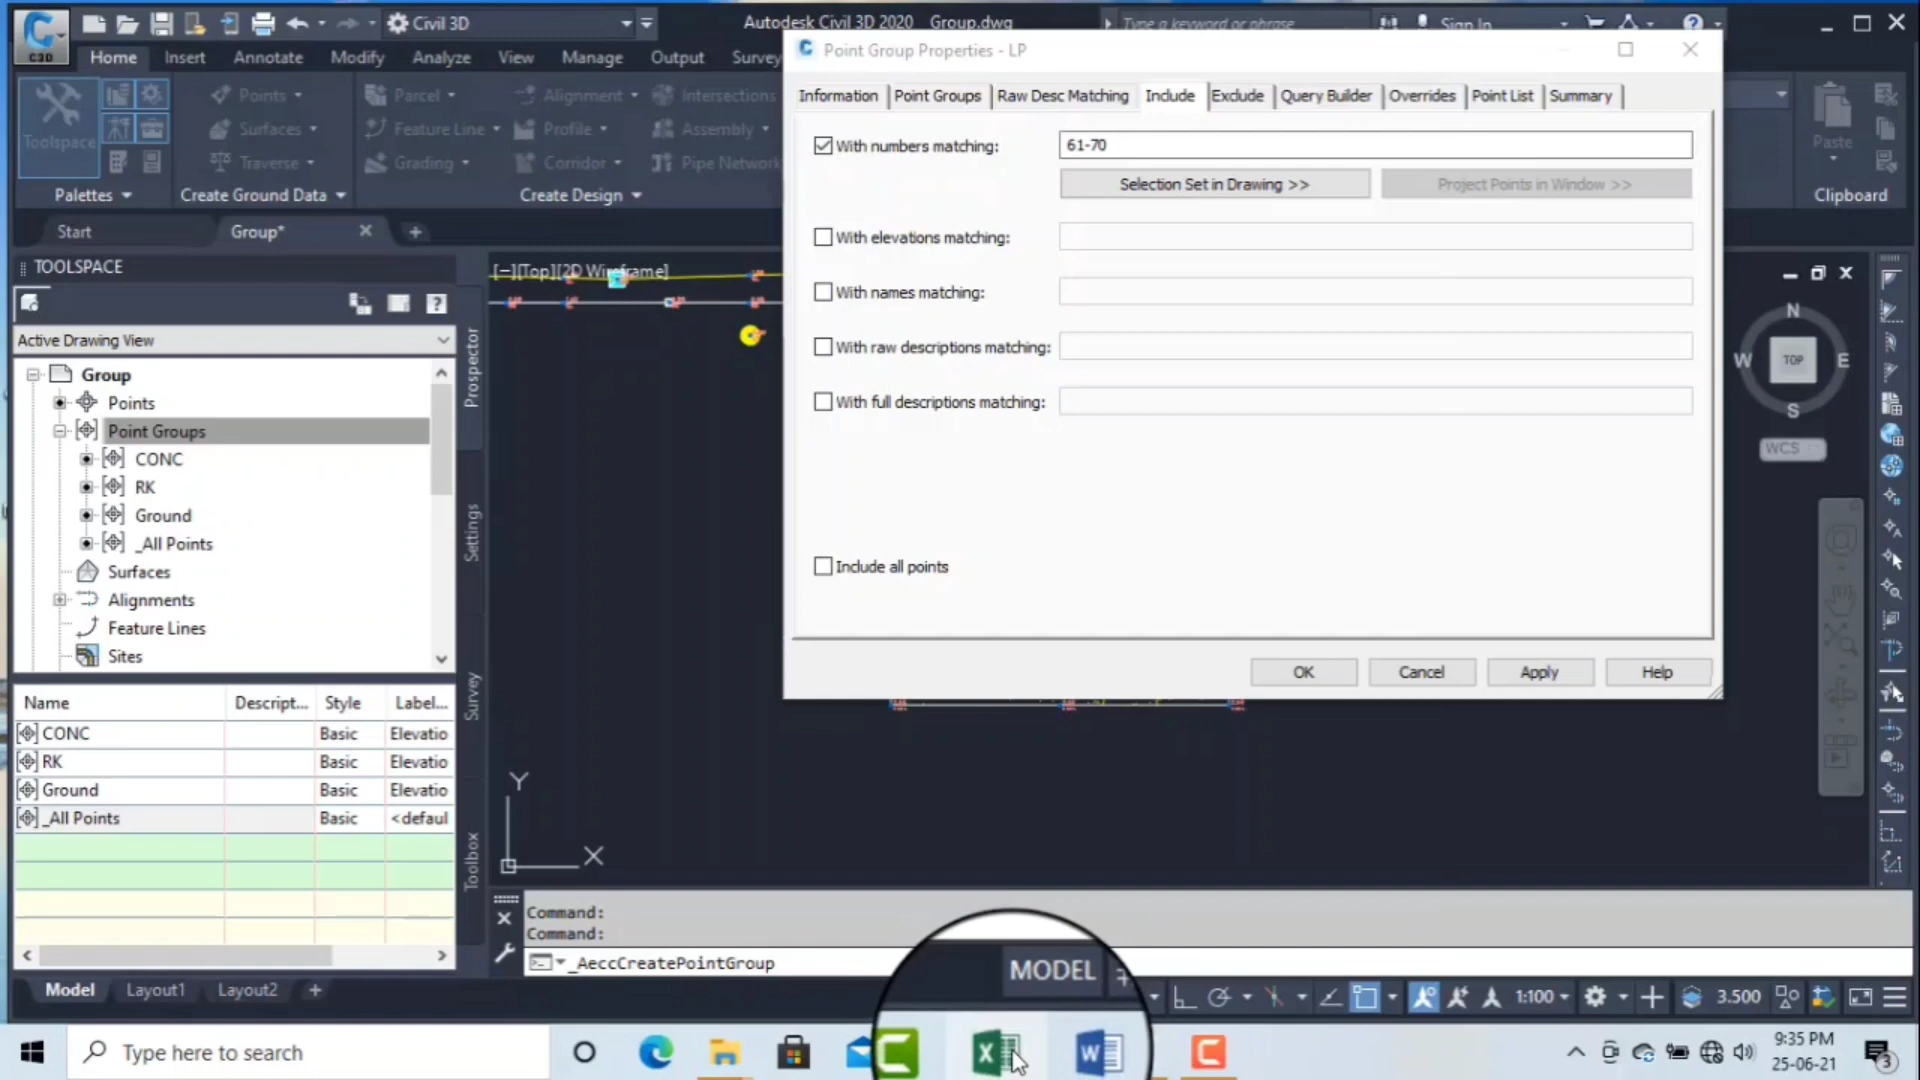 C3D
Civil 3D
Autodesk Civil 3D 2020 Group.dwg
Type a keyword or phrase
Sign In
Home Insert Annotate Modify Analyze View Manage Output Survey
Toolspace
Palettes
Points
Surfaces
Traverse
Create Ground Data
Parcel
Feature Line
Grading
Alignment
Profile
Corridor
Create Design
Intersections
Assembly
Pipe Network
Paste
Clipboard
Start
Group*
Point Group Properties - LP
Information Point Groups Raw Desc Matching Include Exclude Query Builder Overrides Point List Summary
With numbers matching: 61-70
Selection Set in Drawing >> Project Points in Window >>
With elevations matching:
With names matching:
With raw descriptions matching:
With full descriptions matching:
Include all points
OK Cancel Apply Help
TOOLSPACE
Active Drawing View
Group
Points
Point Groups
CONC
RK
Ground
_All Points
Surfaces
Alignments
Feature Lines
Sites
Prospector
Settings
Survey
Toolbox
Name Descript... Style Label...
CONC Basic Elevatio
RK Basic Elevatio
Ground Basic Elevatio
_All Points Basic <defaul
[−][Top][2D Wireframe]
N
W TOP E
S
WCS
Y
X
Command:
Command:
_AeccCreatePointGroup
Model Layout1 Layout2 +
MODEL
1:100
3.500
Type here to search
9:35 PM
25-06-21
3